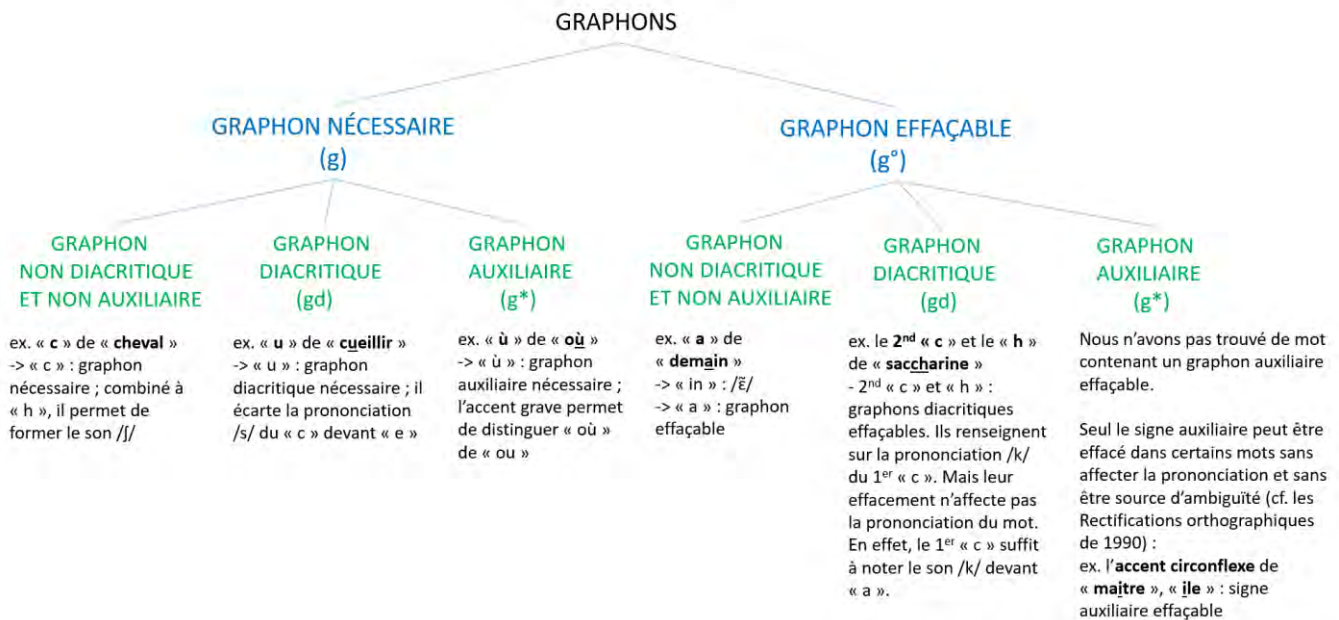 GRAPHONS
GRAPHON NÉCESSAIRE
(g)
GRAPHON EFFAÇABLE
(g°)
GRAPHON
NON DIACRITIQUE
ET NON AUXILIAIRE
ex. « c » de « cheval »
-> « c » : graphon
nécessaire ; combiné à
« h », il permet de
former le son /ʃ/
GRAPHON
DIACRITIQUE
(gd)
ex. « u » de « cueillir »
-> « u » : graphon
diacritique nécessaire ; il
écarte la prononciation
/s/ du « c » devant « e »
GRAPHON
AUXILIAIRE
(g*)
ex. « ù » de « où »
-> « ù » : graphon
auxiliaire nécessaire ;
l’accent grave permet
de distinguer « où »
de « ou »
GRAPHON
NON DIACRITIQUE
ET NON AUXILIAIRE
ex. « a » de
« demain »
-> « in » : /ɛ̃/
-> « a » : graphon
effaçable
GRAPHON
DIACRITIQUE
(gd)
ex. le 2nd « c » et le « h »
de « saccharine »
- 2nd « c » et « h » :
graphons diacritiques
effaçables. Ils renseignent
sur la prononciation /k/
du 1er « c ». Mais leur
effacement n’affecte pas
la prononciation du mot.
En effet, le 1er « c » suffit
à noter le son /k/ devant
« a ».
GRAPHON
AUXILIAIRE
(g*)
Nous n’avons pas trouvé de mot
contenant un graphon auxiliaire
effaçable.
Seul le signe auxiliaire peut être
effacé dans certains mots sans
affecter la prononciation et sans
être source d’ambiguïté (cf. les
Rectifications orthographiques
de 1990) :
ex. l’accent circonflexe de
« maitre », « ile » : signe
auxiliaire effaçable